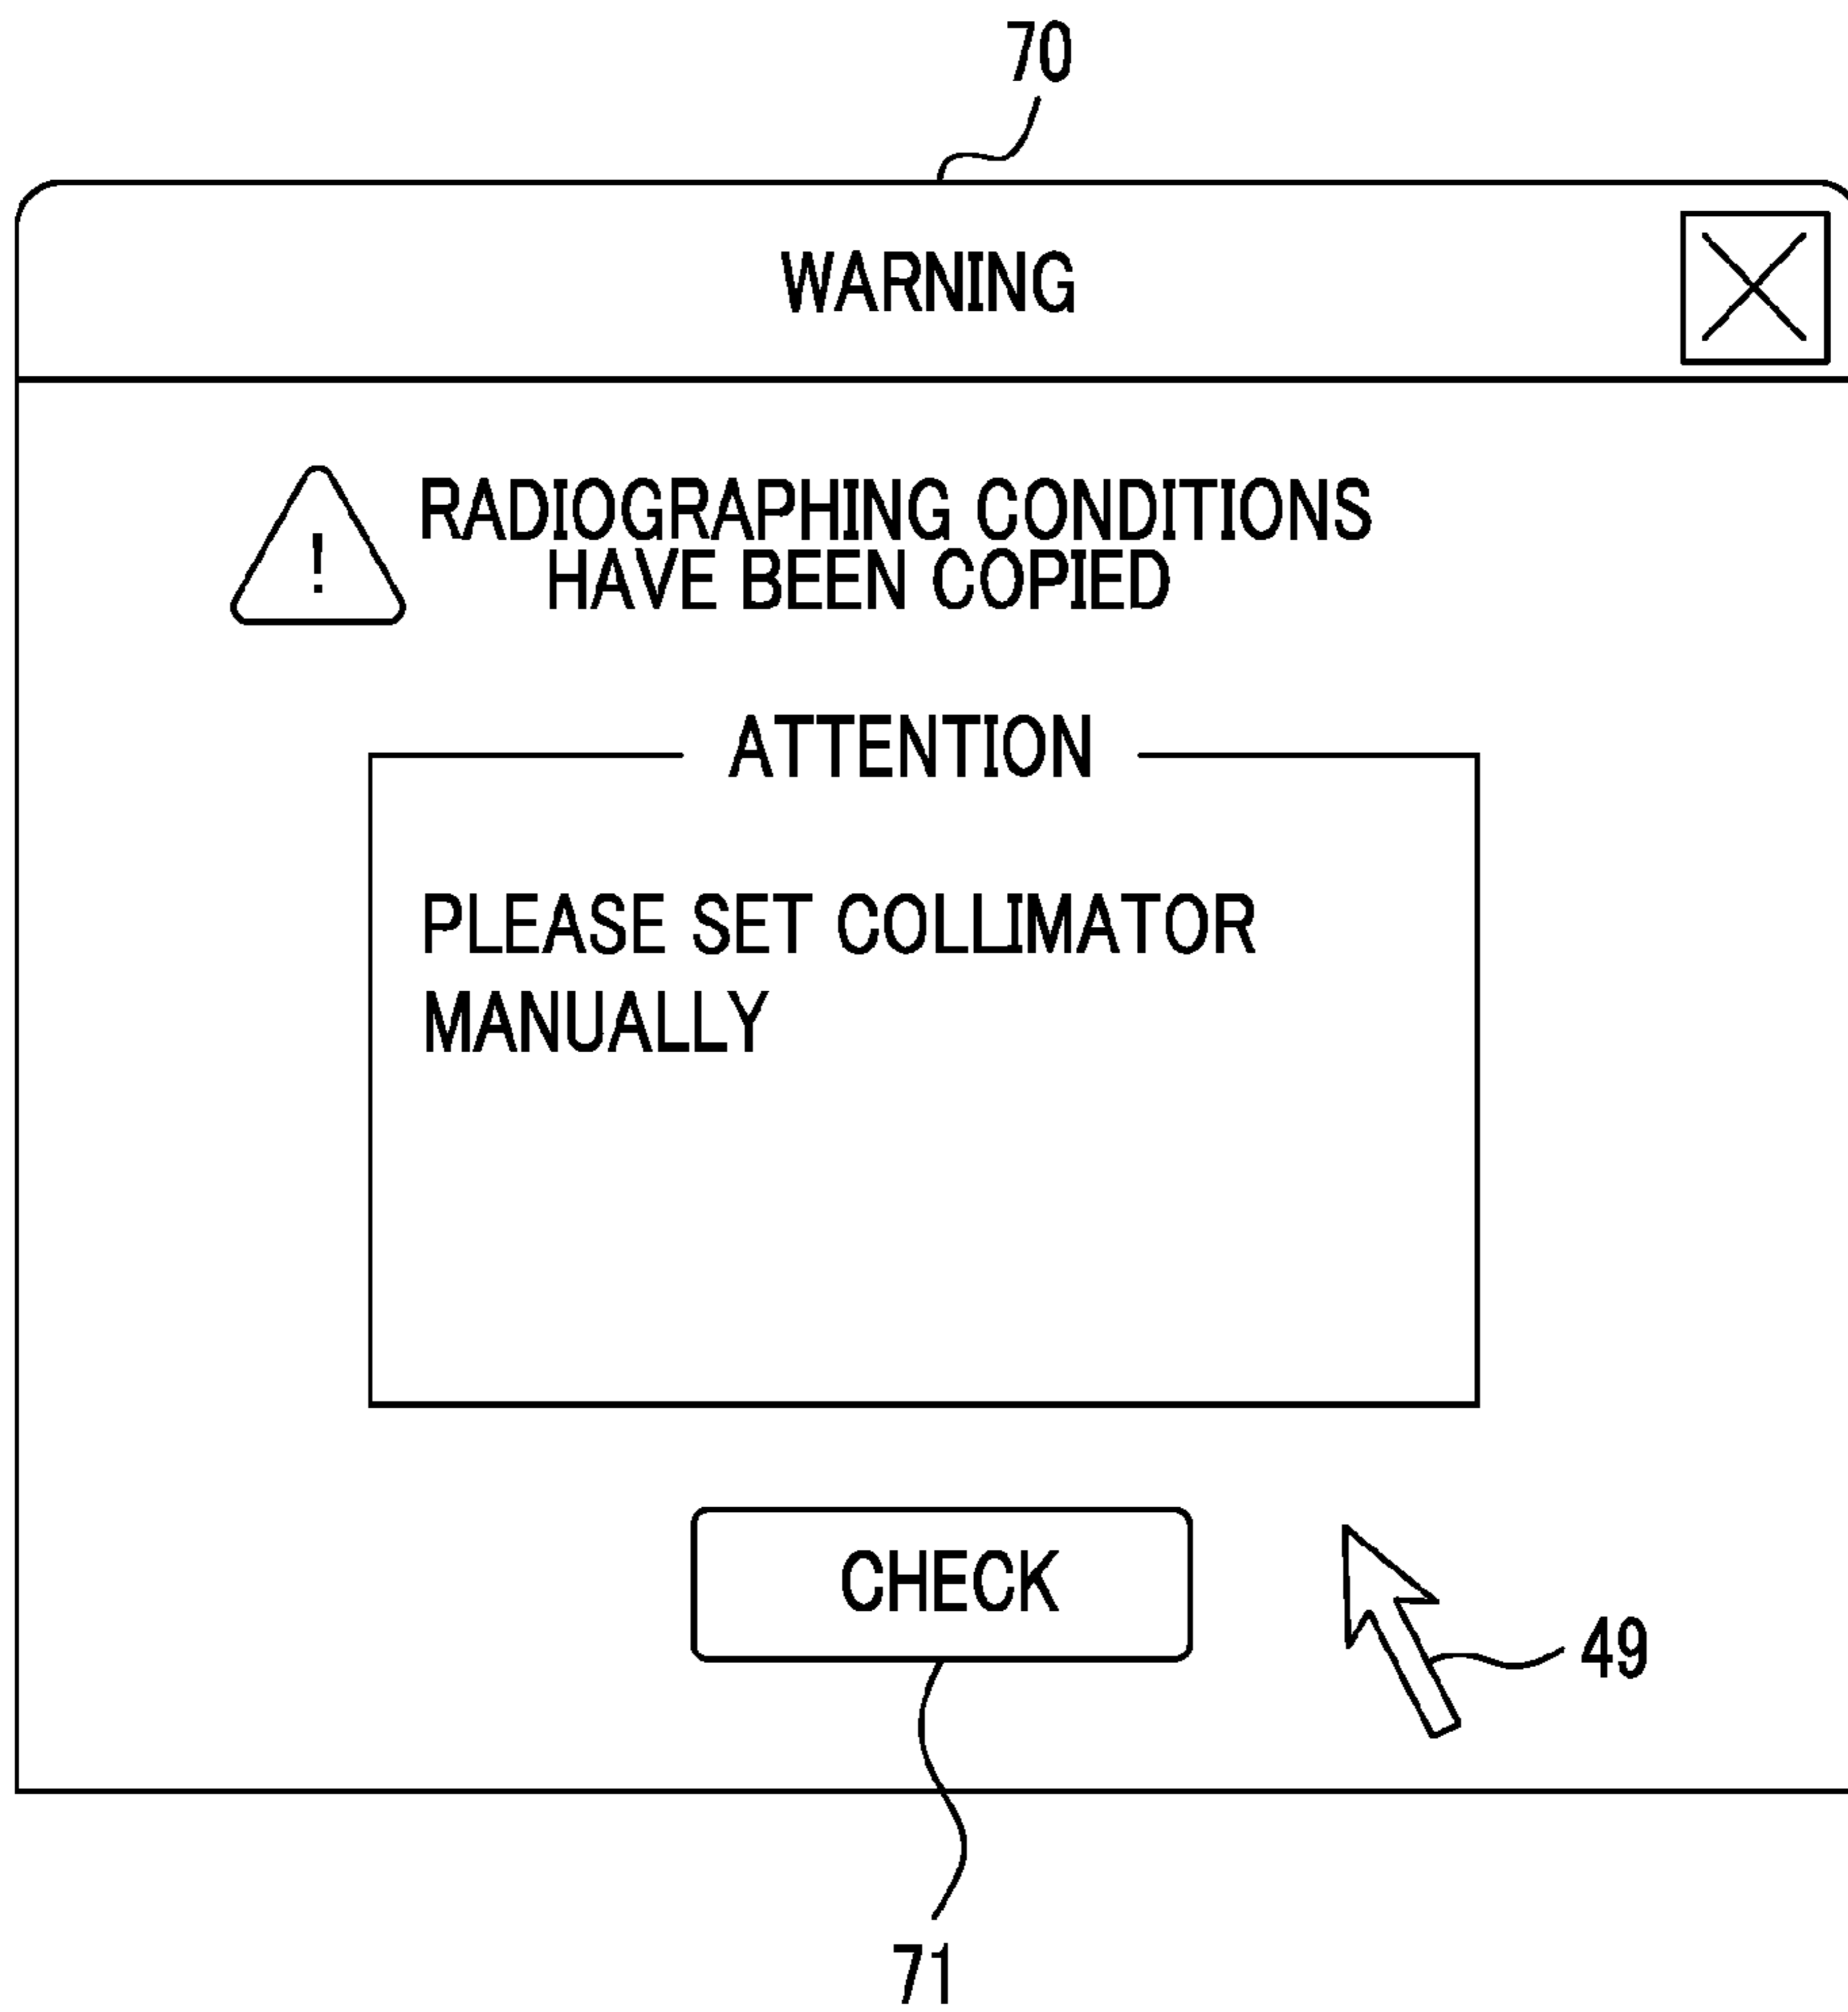 70
WARNING
!
RADIOGRAPHING CONDITIONS
HAVE BEEN COPIED
ATTENTION
PLEASE SET COLLIMATOR
MANUALLY
CHECK
49
71